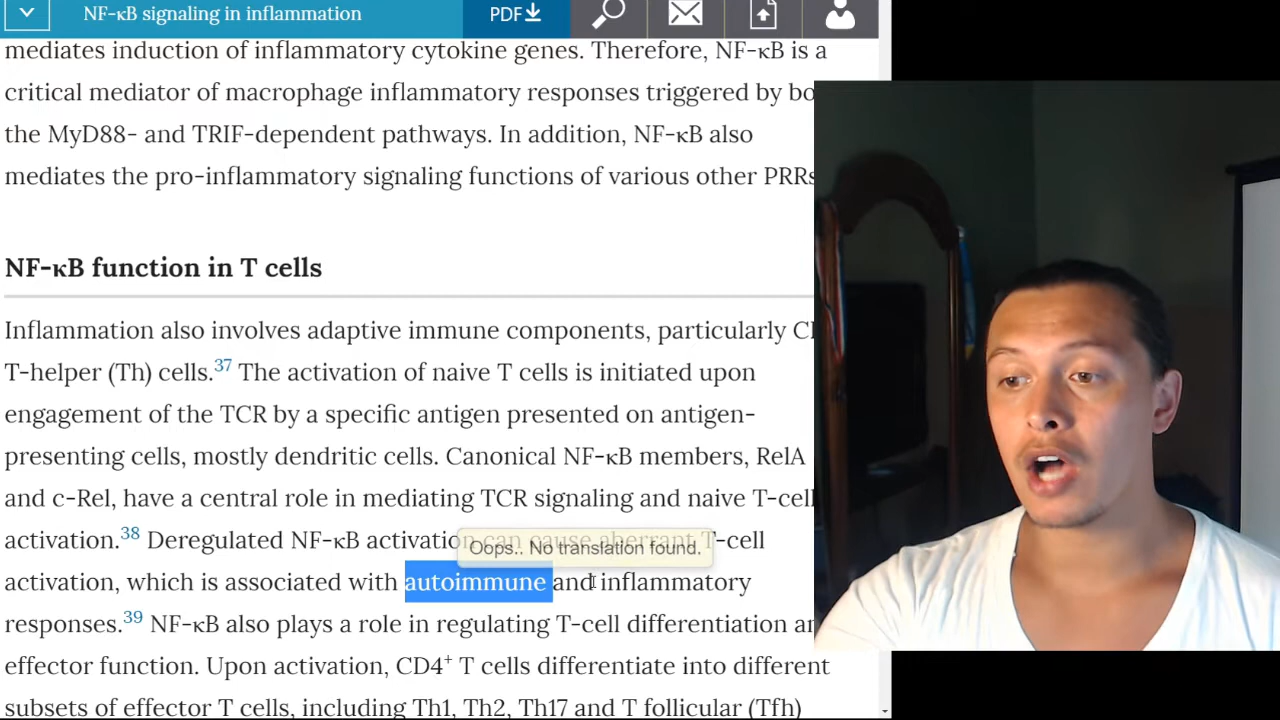 NF-κB signaling in inflammation
PDF
mediates induction of inflammatory cytokine genes. Therefore, NF-κB is a
critical mediator of macrophage inflammatory responses triggered by bo
the MyD88- and TRIF-dependent pathways. In addition, NF-κB also
mediates the pro-inflammatory signaling functions of various other PRRs
NF-κB function in T cells
Inflammation also involves adaptive immune components, particularly
T-helper (Th) cells.37 The activation of naive T cells is initiated upon
engagement of the TCR by a specific antigen presented on antigen-
presenting cells, mostly dendritic cells. Canonical NF-κB members, RelA
and c-Rel, have a central role in mediating TCR signaling and naive T-cell
activation.38 Deregulated NF-κB activation can cause aberrant T-cell
Oops.. No translation found.
activation, which is associated with autoimmune and inflammatory
responses.39 NF-κB also plays a role in regulating T-cell differentiation
effector function. Upon activation, CD4+ T cells differentiate into different
subsets of effector T cells, including Th1, Th2, Th17 and T follicular (Tfh)